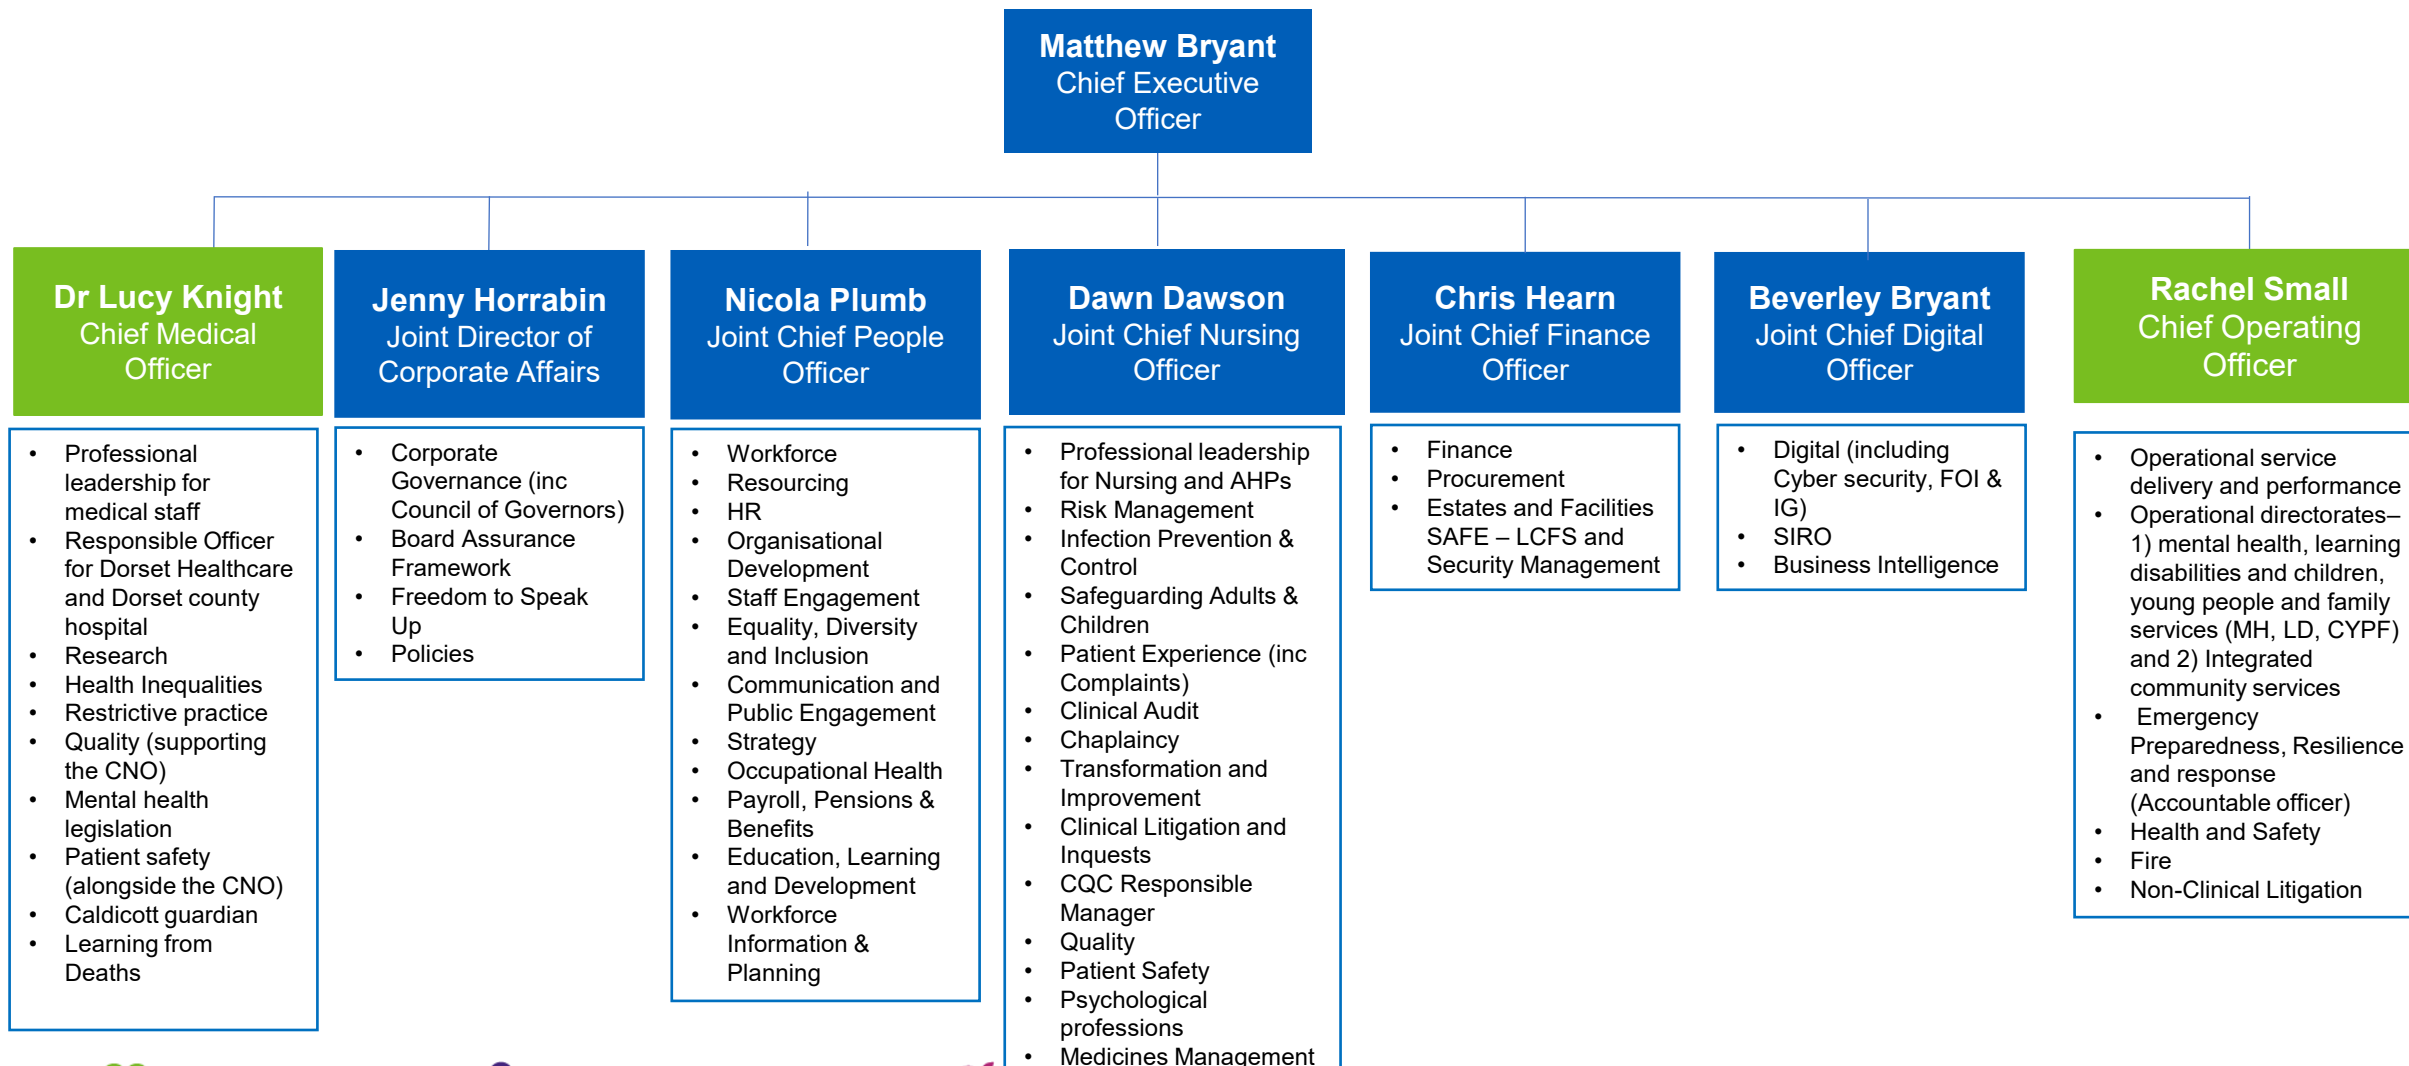 Matthew Bryant
Chief Executive
Officer
Dr Lucy Knight
Chief Medical
Officer
• Professional
leadership for
medical staff
• Responsible Officer
for Dorset Healthcare
and Dorset county
hospital
• Research
• Health Inequalities
• Restrictive practice
• Quality (supporting
the CNO)
• Mental health
legislation
• Patient safety
(alongside the CNO)
• Caldicott guardian
• Learning from
Deaths
Jenny Horrabin
Joint Director of
Corporate Affairs
• Corporate
Governance (inc
Council of Governors)
• Board Assurance
Framework
• Freedom to Speak
Up
• Policies
Nicola Plumb
Joint Chief People
Officer
• Workforce
• Resourcing
• HR
• Organisational
Development
• Staff Engagement
• Equality, Diversity
and Inclusion
• Communication and
Public Engagement
• Strategy
• Occupational Health
• Payroll, Pensions &
Benefits
• Education, Learning
and Development
• Workforce
Information &
Planning
Dawn Dawson
Joint Chief Nursing
Officer
• Professional leadership
for Nursing and AHPs
• Risk Management
• Infection Prevention &
Control
• Safeguarding Adults &
Children
• Patient Experience (inc
Complaints)
• Clinical Audit
• Chaplaincy
• Transformation and
Improvement
• Clinical Litigation and
Inquests
• CQC Responsible
Manager
• Quality
• Patient Safety
• Psychological
professions
• Medicines Management
Chris Hearn
Joint Chief Finance
Officer
• Finance
• Procurement
• Estates and Facilities
SAFE – LCFS and
Security Management
Beverley Bryant
Joint Chief Digital
Officer
• Digital (including
Cyber security, FOI &
IG)
• SIRO
• Business Intelligence
Rachel Small
Chief Operating
Officer
• Operational service
delivery and performance
• Operational directorates–
1) mental health, learning
disabilities and children,
young people and family
services (MH, LD, CYPF)
and 2) Integrated
community services
• Emergency
Preparedness, Resilience
and response
(Accountable officer)
• Health and Safety
• Fire
• Non-Clinical Litigation